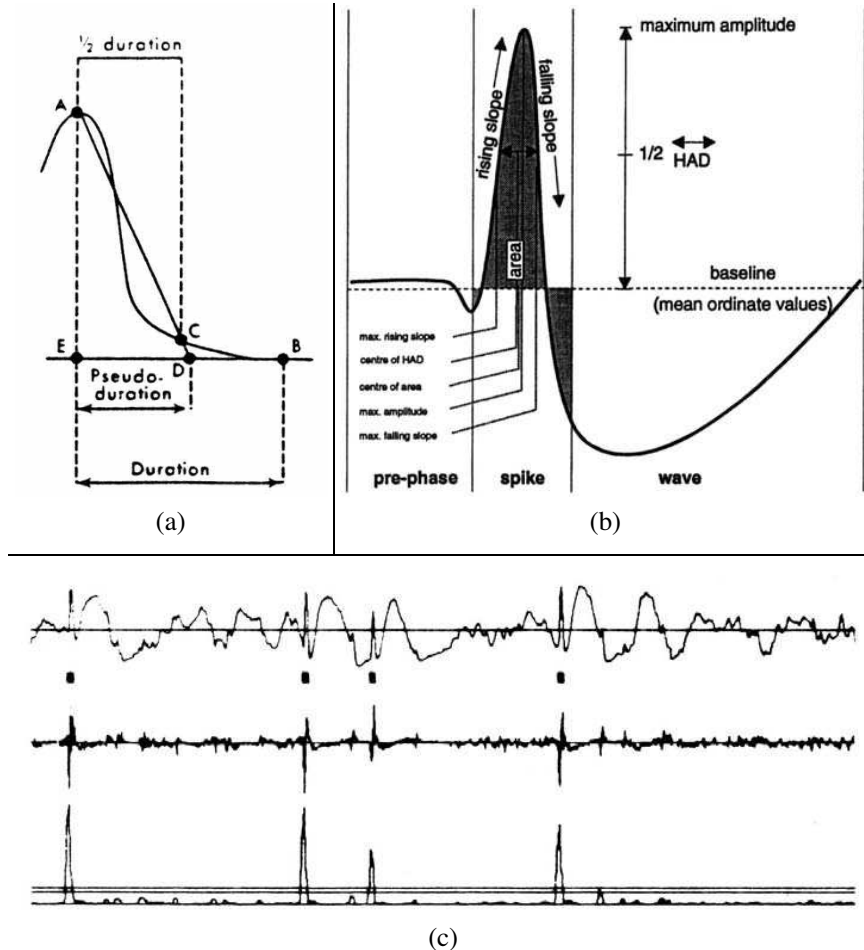 ½ duration
A
C
E
D
B
Pseudo-
duration
Duration
(a)
maximum amplitude
rising slope
falling slope
1/2
HAD
area
baseline
(mean ordinate values)
max. rising slope
centre of HAD
centre of area
max. amplitude
max. falling slope
pre-phase
spike
wave
(b)
(c)